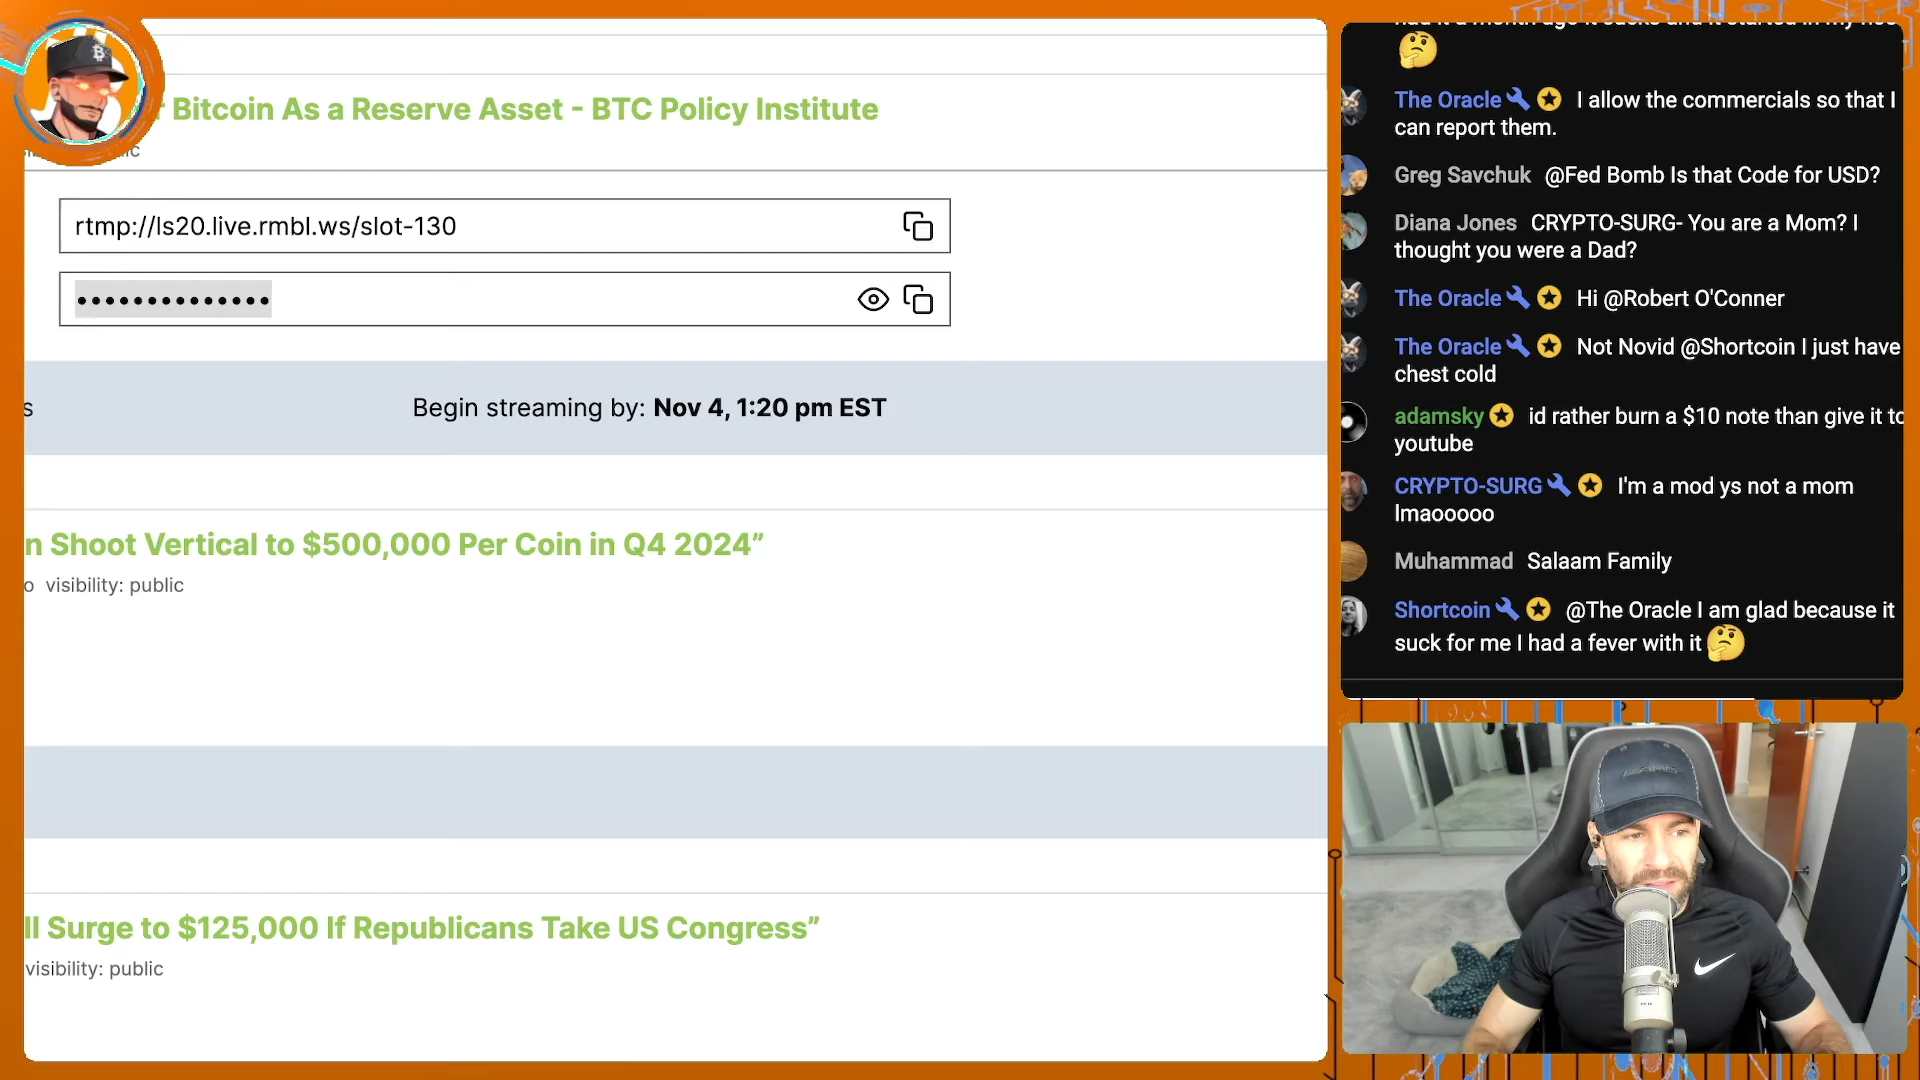 r Bitcoin As a Reserve Asset - BTC Policy Institute
rtmp://ls20.live.rmbl.ws/slot-130
••••••••••••••
s
Begin streaming by: Nov 4, 1:20 pm EST
n Shoot Vertical to $500,000 Per Coin in Q4 2024”
o visibility: public
ll Surge to $125,000 If Republicans Take US Congress”
visibility: public
The Oracle I allow the commercials so that I
can report them.
Greg Savchuk @Fed Bomb Is that Code for USD?
Diana Jones CRYPTO-SURG- You are a Mom? I
thought you were a Dad?
The Oracle Hi @Robert O'Conner
The Oracle Not Novid @Shortcoin I just have
chest cold
adamsky id rather burn a $10 note than give it to
youtube
CRYPTO-SURG I'm a mod ys not a mom
lmaooooo
Muhammad Salaam Family
Shortcoin @The Oracle I am glad because it
suck for me I had a fever with it